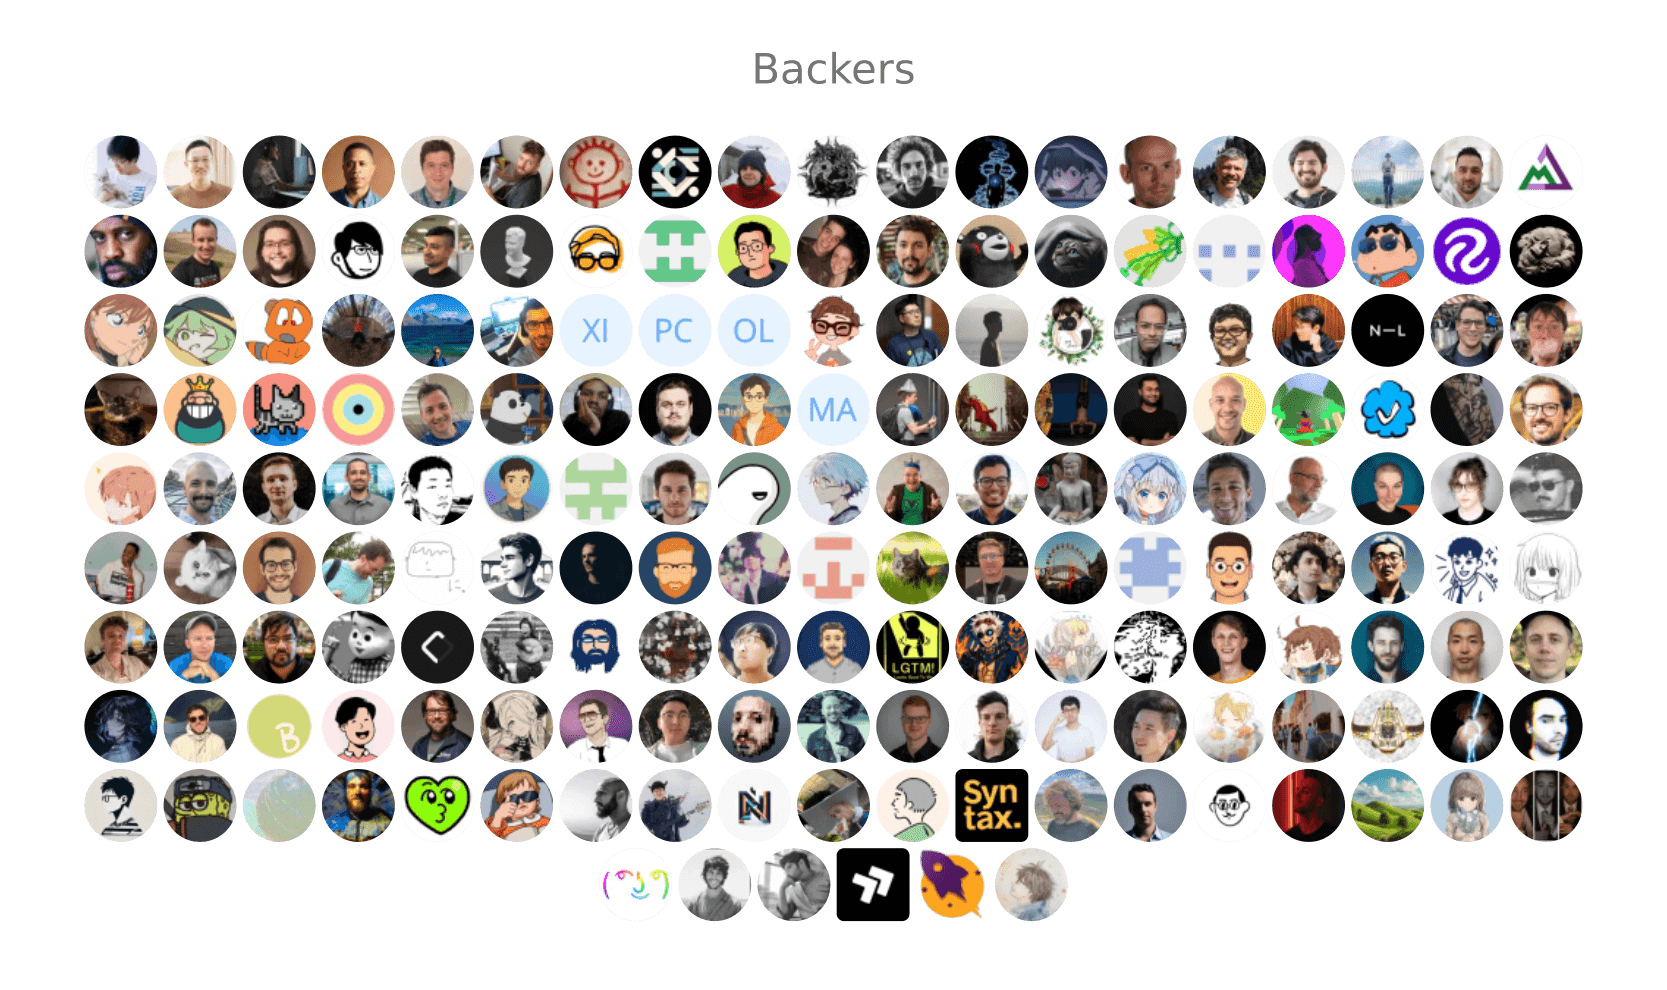 Backers
XI
PC
OL
N—L
MA
LGTM!
B
N
Syn
tax.